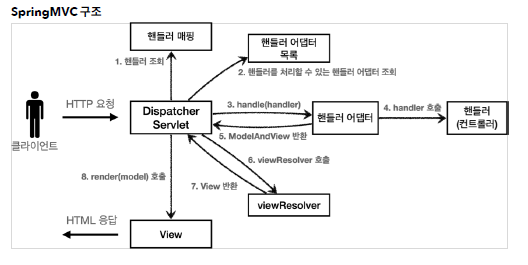 SpringMVC 구조
핸들러 매핑
핸들러 어댑터
목록
1. 핸들러 조회
2. 핸들러를 처리할 수 있는 핸들러 어댑터 조회
HTTP 요청
Dispatcher
Servlet
3. handle(handler)
핸들러 어댑터
4. handler 호출
핸들러
(컨트롤러)
클라이언트
5. ModelAndView 반환
6. viewResolver 호출
8. render(model) 호출
7. View 반환
viewResolver
HTML 응답
View